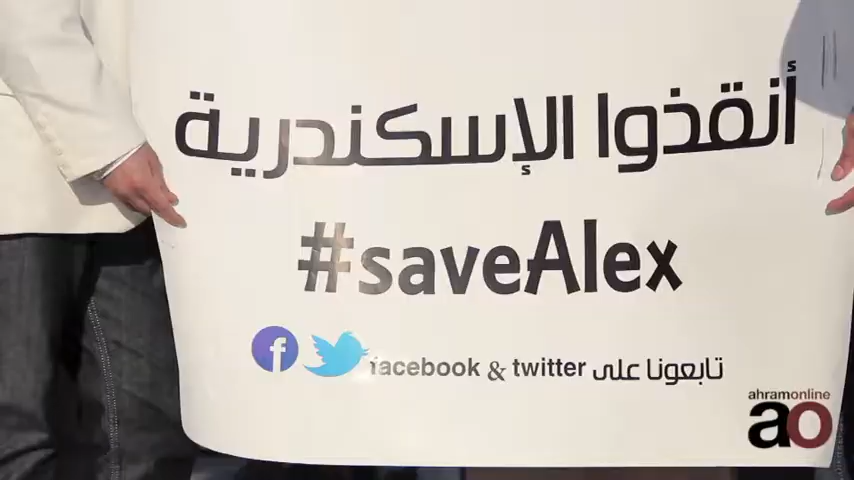 أنقذوا الإسكندرية
#saveAlex
تابعونا على facebook & twitter
ahramonline
ao